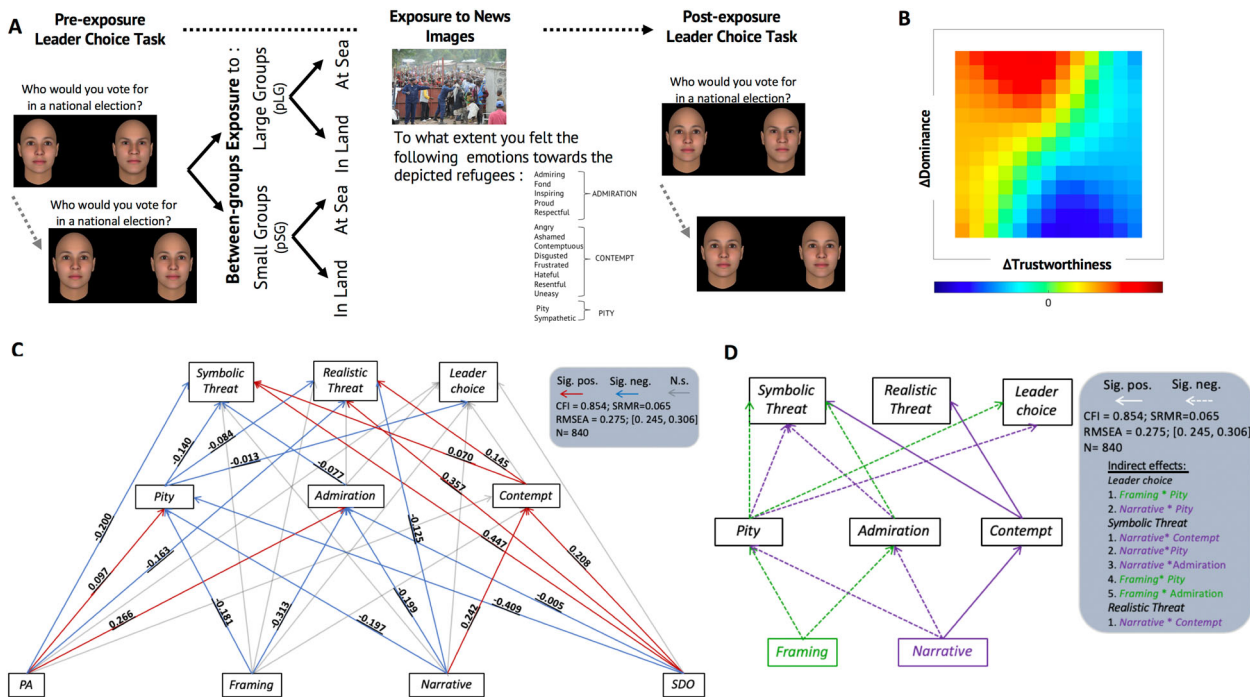 A
Pre-exposure
Leader Choice Task
Who would you vote for
in a national election?
Who would you vote for
in a national election?
Between-groups Exposure to :
Large Groups
(pLG)
Small Groups
(pSG)
At Sea
In Land
At Sea
In Land
Exposure to News
Images
To what extent you felt the
following emotions towards the
depicted refugees :
Admiring
Fond
Inspiring
Proud
Respectful
ADMIRATION
Angry
Ashamed
Contemptuous
Disgusted
Frustrated
Hateful
Resentful
Uneasy
CONTEMPT
Pity
Sympathetic
PITY
Post-exposure
Leader Choice Task
Who would you vote for
in a national election?
B
ΔDominance
ΔTrustworthiness
0
C
Symbolic
Threat
Realistic
Threat
Leader
choice
Sig. pos.
Sig. neg.
N.s.
CFI = 0.854; SRMR=0.065
RMSEA = 0.275; [0. 245, 0.306]
N= 840
-0.140
-0.084
-0.013
-0.077
0.070
0.145
0.357
Pity
Admiration
Contempt
-0.200
0.097
-0.163
0.266
-0.181
-0.313
-0.125
-0.199
-0.197
0.242
0.447
0.208
-0.409
-0.005
PA
Framing
Narrative
SDO
D
Symbolic
Threat
Realistic
Threat
Leader
choice
Pity
Admiration
Contempt
Framing
Narrative
Sig. pos.
Sig. neg.
CFI = 0.854; SRMR=0.065
RMSEA = 0.275; [0. 245, 0.306]
N= 840
Indirect effects:
Leader choice
1. Framing * Pity
2. Narrative * Pity
Symbolic Threat
1. Narrative* Contempt
2. Narrative*Pity
3. Narrative *Admiration
4. Framing* Pity
5. Framing * Admiration
Realistic Threat
1. Narrative * Contempt